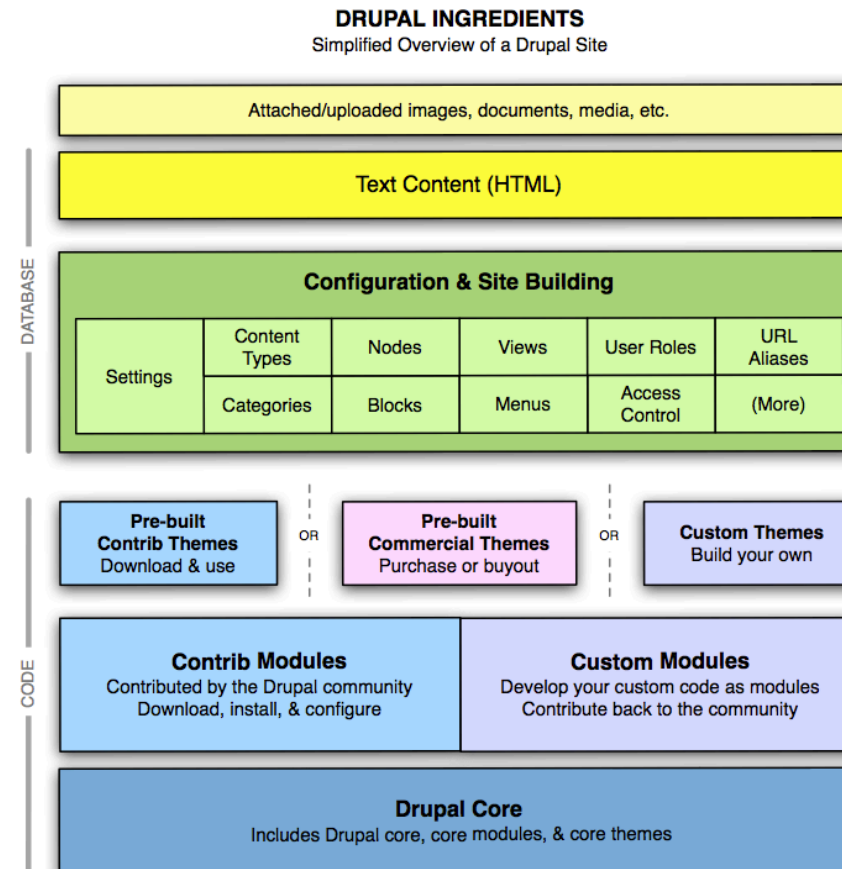 DRUPAL INGREDIENTS
Simplified Overview of a Drupal Site
Attached/uploaded images, documents, media, etc.
Text Content (HTML)
DATABASE
Configuration & Site Building
Settings
Content
Types
Nodes
Views
User Roles
URL
Aliases
Categories
Blocks
Menus
Access
Control
(More)
Pre-built
Contrib Themes
Download & use
OR
Pre-built
Commercial Themes
Purchase or buyout
OR
Custom Themes
Build your own
CODE
Contrib Modules
Contributed by the Drupal community
Download, install, & configure
Custom Modules
Develop your custom code as modules
Contribute back to the community
Drupal Core
Includes Drupal core, core modules, & core themes